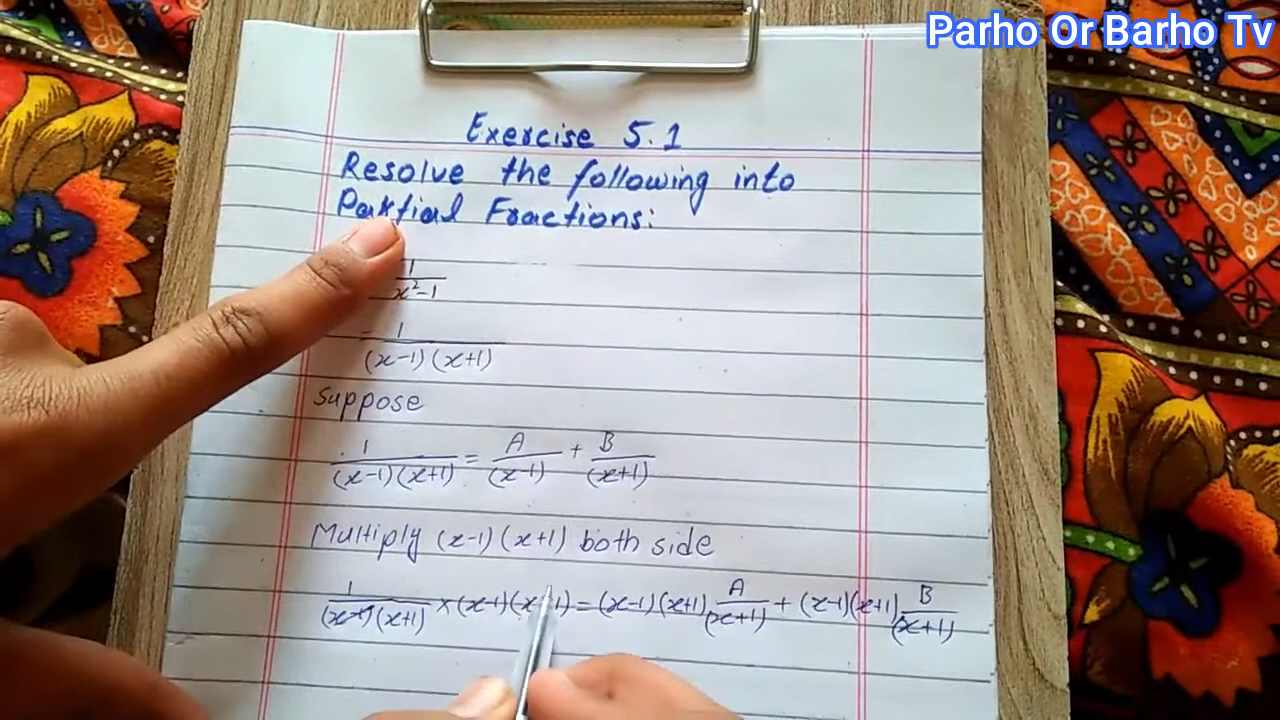 Parho Or Barho Tv
Exercise 5.1
Resolve the following into
Partial Fractions:
1/(x²-1)
= 1/((x-1)(x+1))
Suppose
1/((x-1)(x+1)) = A/(x-1) + B/(x+1)
Multiply (x-1)(x+1) both side
1/((x-1)(x+1)) × (x-1)(x+1) = (x-1)(x+1) A/(x+1) + (x-1)(x+1) B/(x+1)